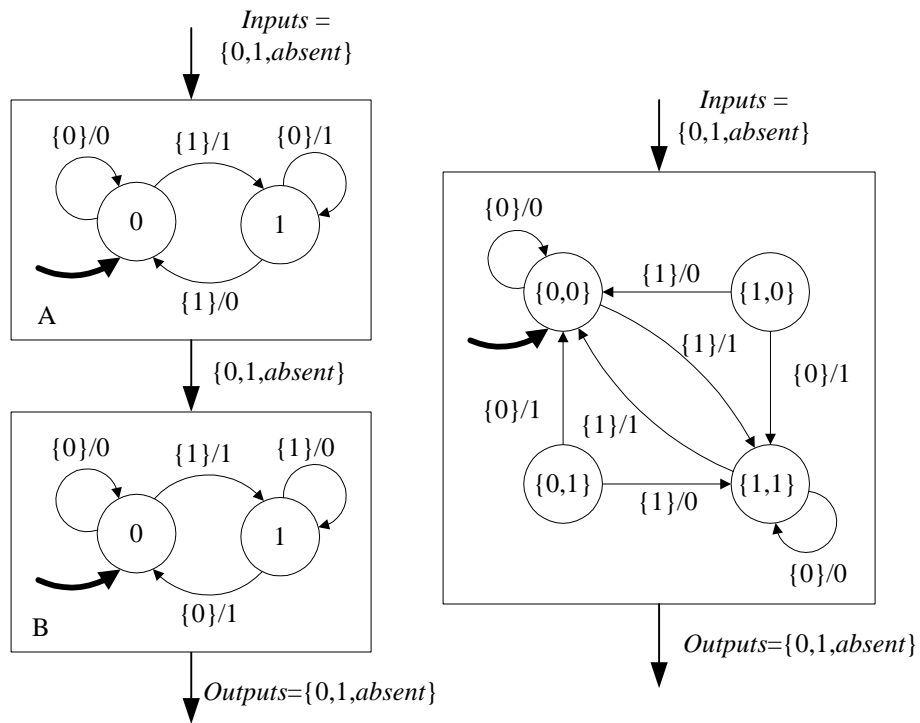 Inputs =
{0,1,absent}
{0}/0
{1}/1
{0}/1
0
1
{1}/0
A
{0,1,absent}
{0}/0
{1}/1
{1}/0
0
1
{0}/1
B
Outputs={0,1,absent}
Inputs =
{0,1,absent}
{0}/0
{1}/0
{0,0}
{1,0}
{1}/1
{0}/1
{0}/1
{1}/1
{0,1}
{1,1}
{1}/0
{0}/0
Outputs={0,1,absent}